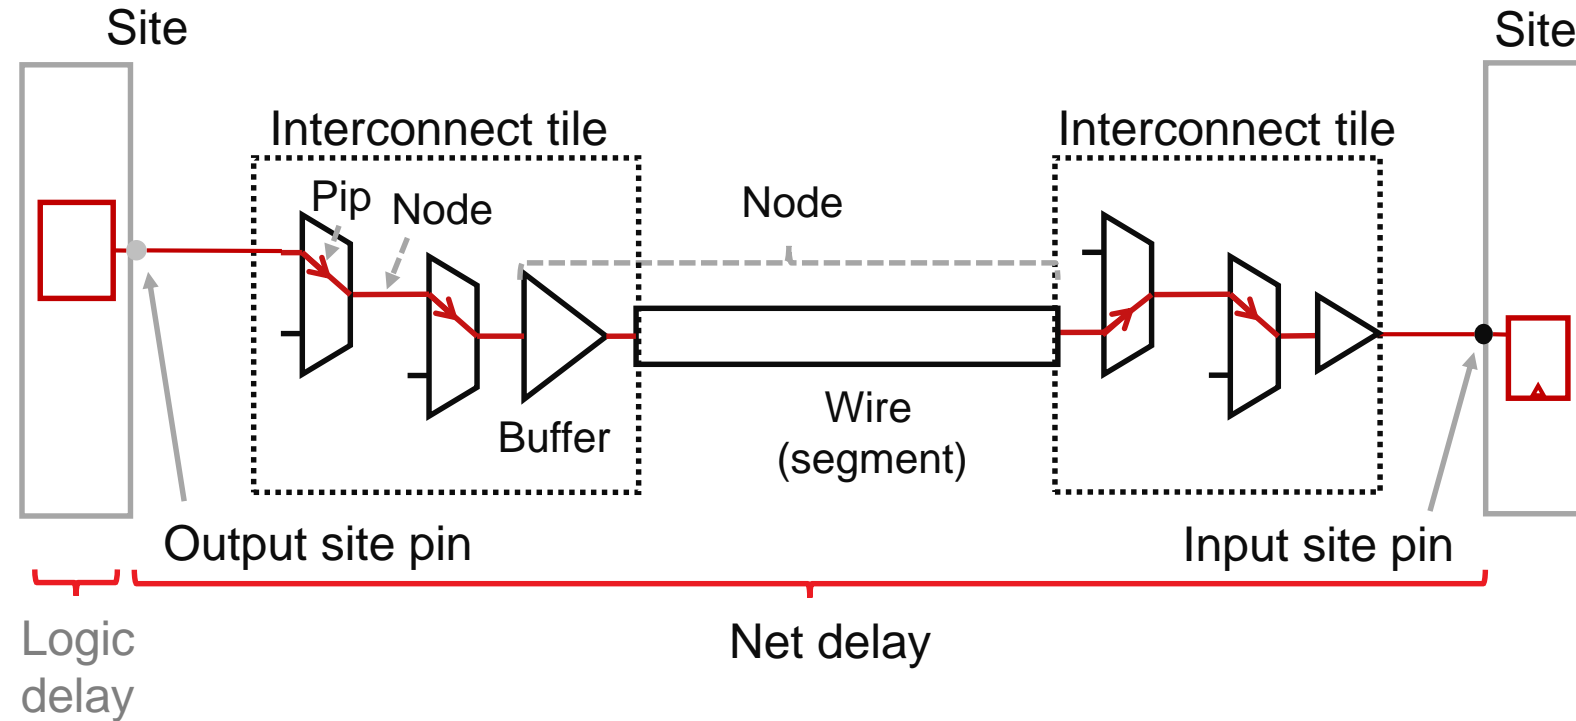 Site
Site
Interconnect tile
Interconnect tile
Pip
Node
Node
Buffer
Wire
(segment)
Output site pin
Input site pin
Logic
delay
Net delay